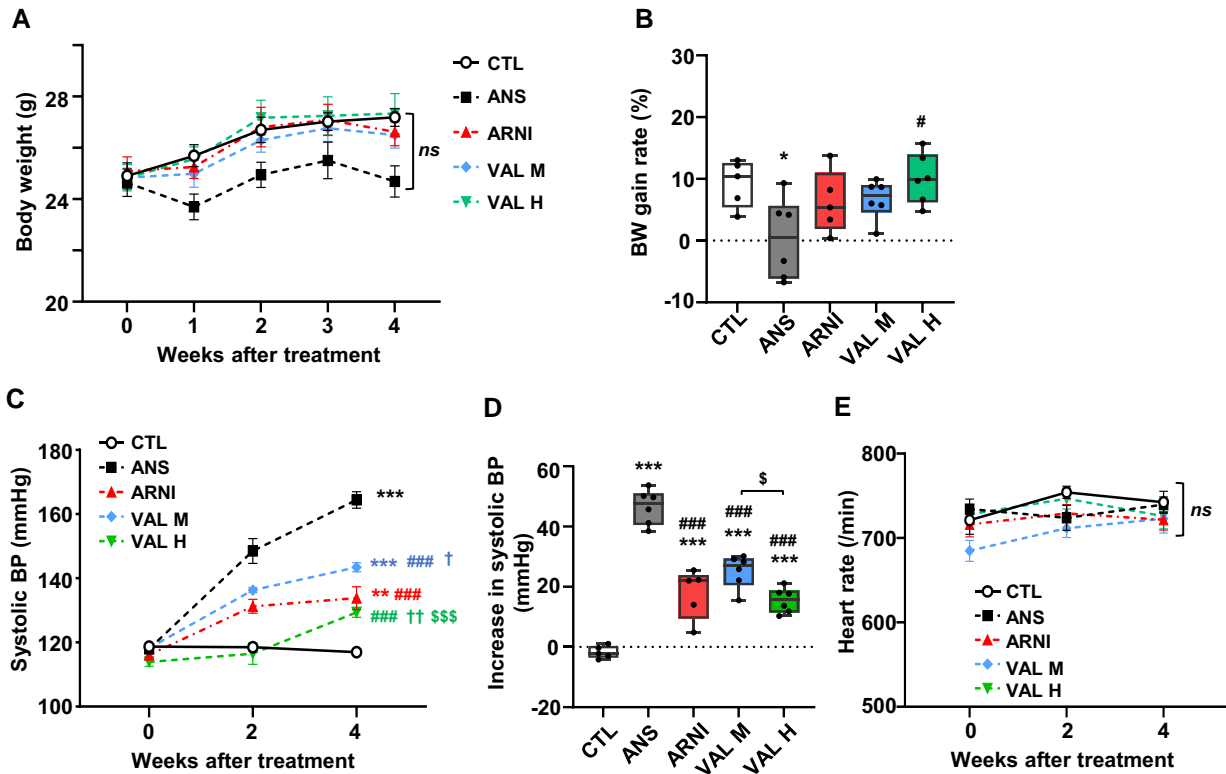 A
Body weight (g)
28
24
20
0 1 2 3 4
Weeks after treatment
CTL
ANS
ARNI
VAL M
VAL H
ns
B
BW gain rate (%)
30
20
10
0
-10
*
#
CTL ANS ARNI VAL M VAL H
C
Systolic BP (mmHg)
180
160
140
120
100
CTL
ANS
ARNI
VAL M
VAL H
***
*** ### †
** ###
### †† $$$
0 2 4
Weeks after treatment
D
Increase in systolic BP
(mmHg)
60
40
20
0
-20
***
###
***
###
***
###
***
$
CTL ANS ARNI VAL M VAL H
E
Heart rate (/min)
800
700
600
500
ns
CTL
ANS
ARNI
VAL M
VAL H
0 2 4
Weeks after treatment